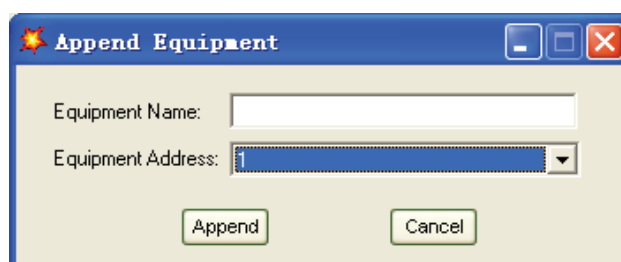 Append Equipment
Equipment Name:
Equipment Address: 1
Append Cancel